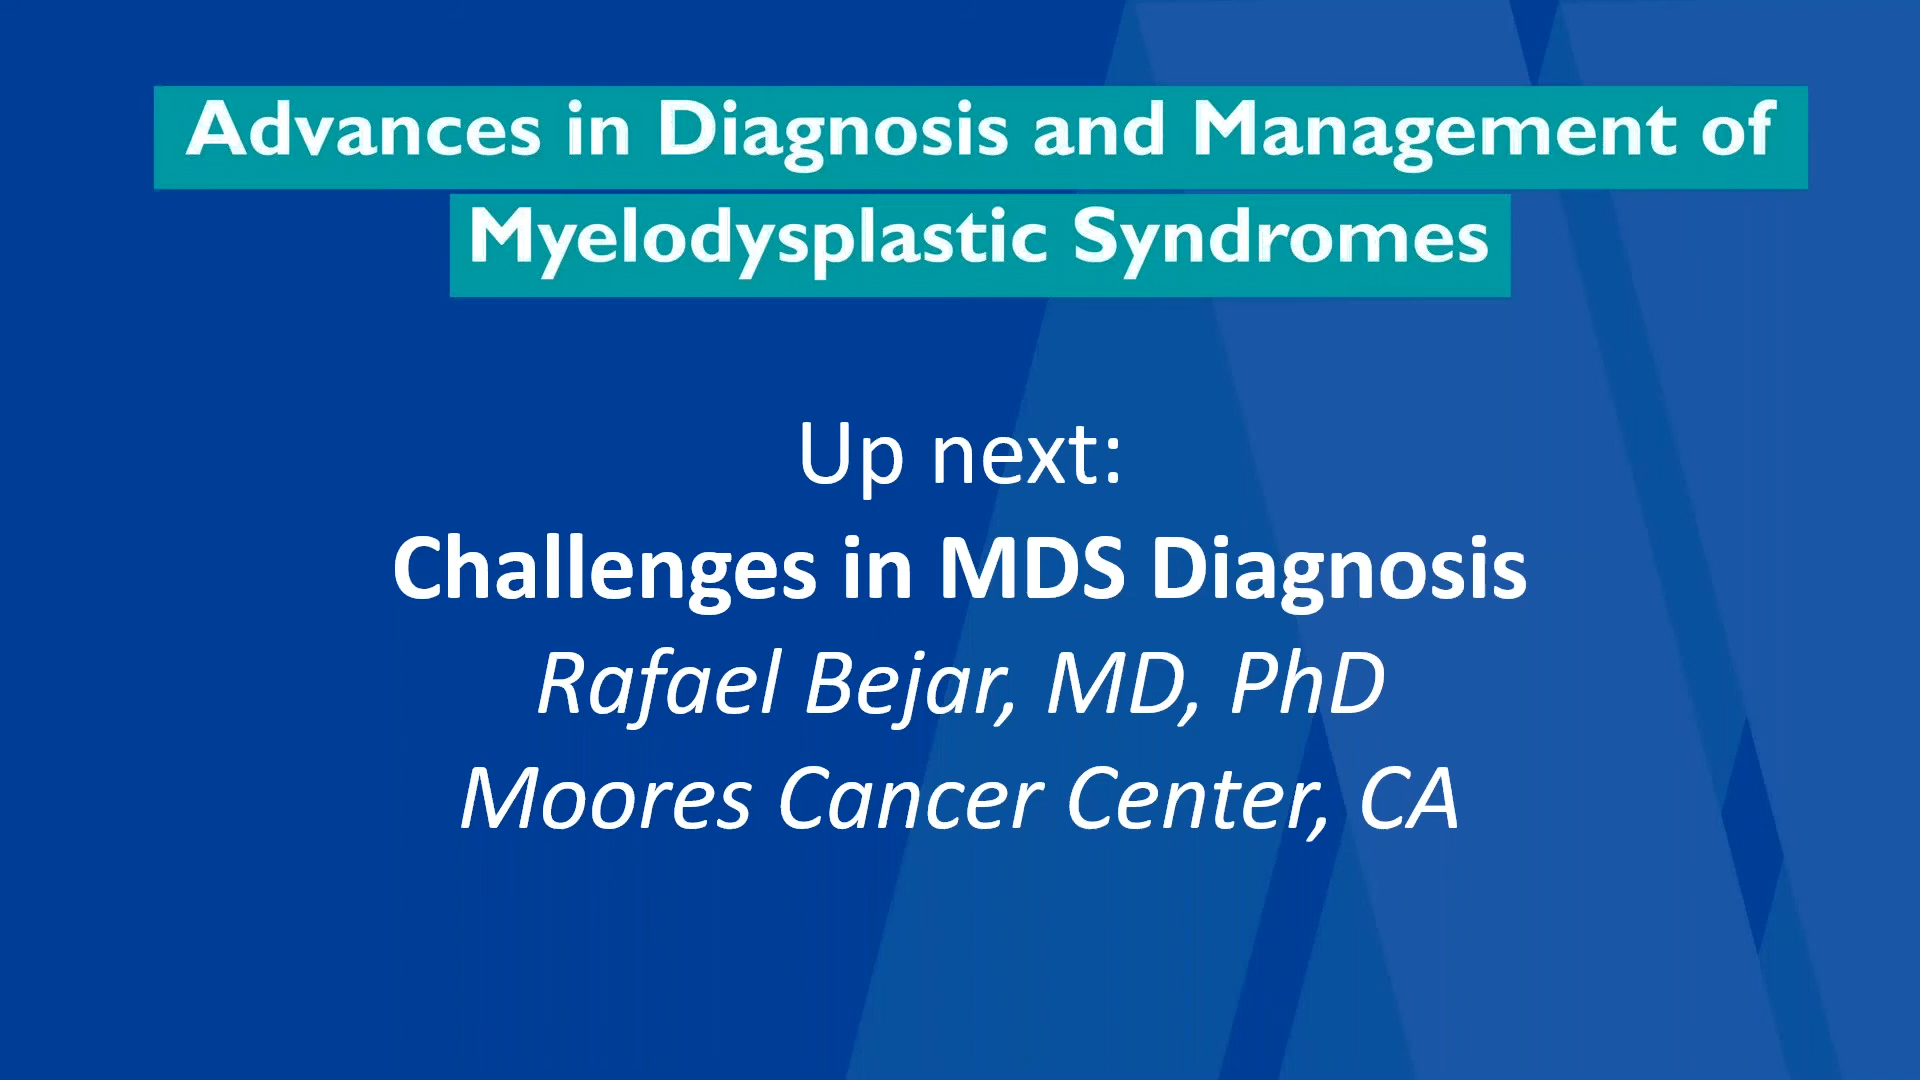 Advances in Diagnosis and Management of
Myelodysplastic Syndromes
Up next:
Challenges in MDS Diagnosis
Rafael Bejar, MD, PhD
Moores Cancer Center, CA